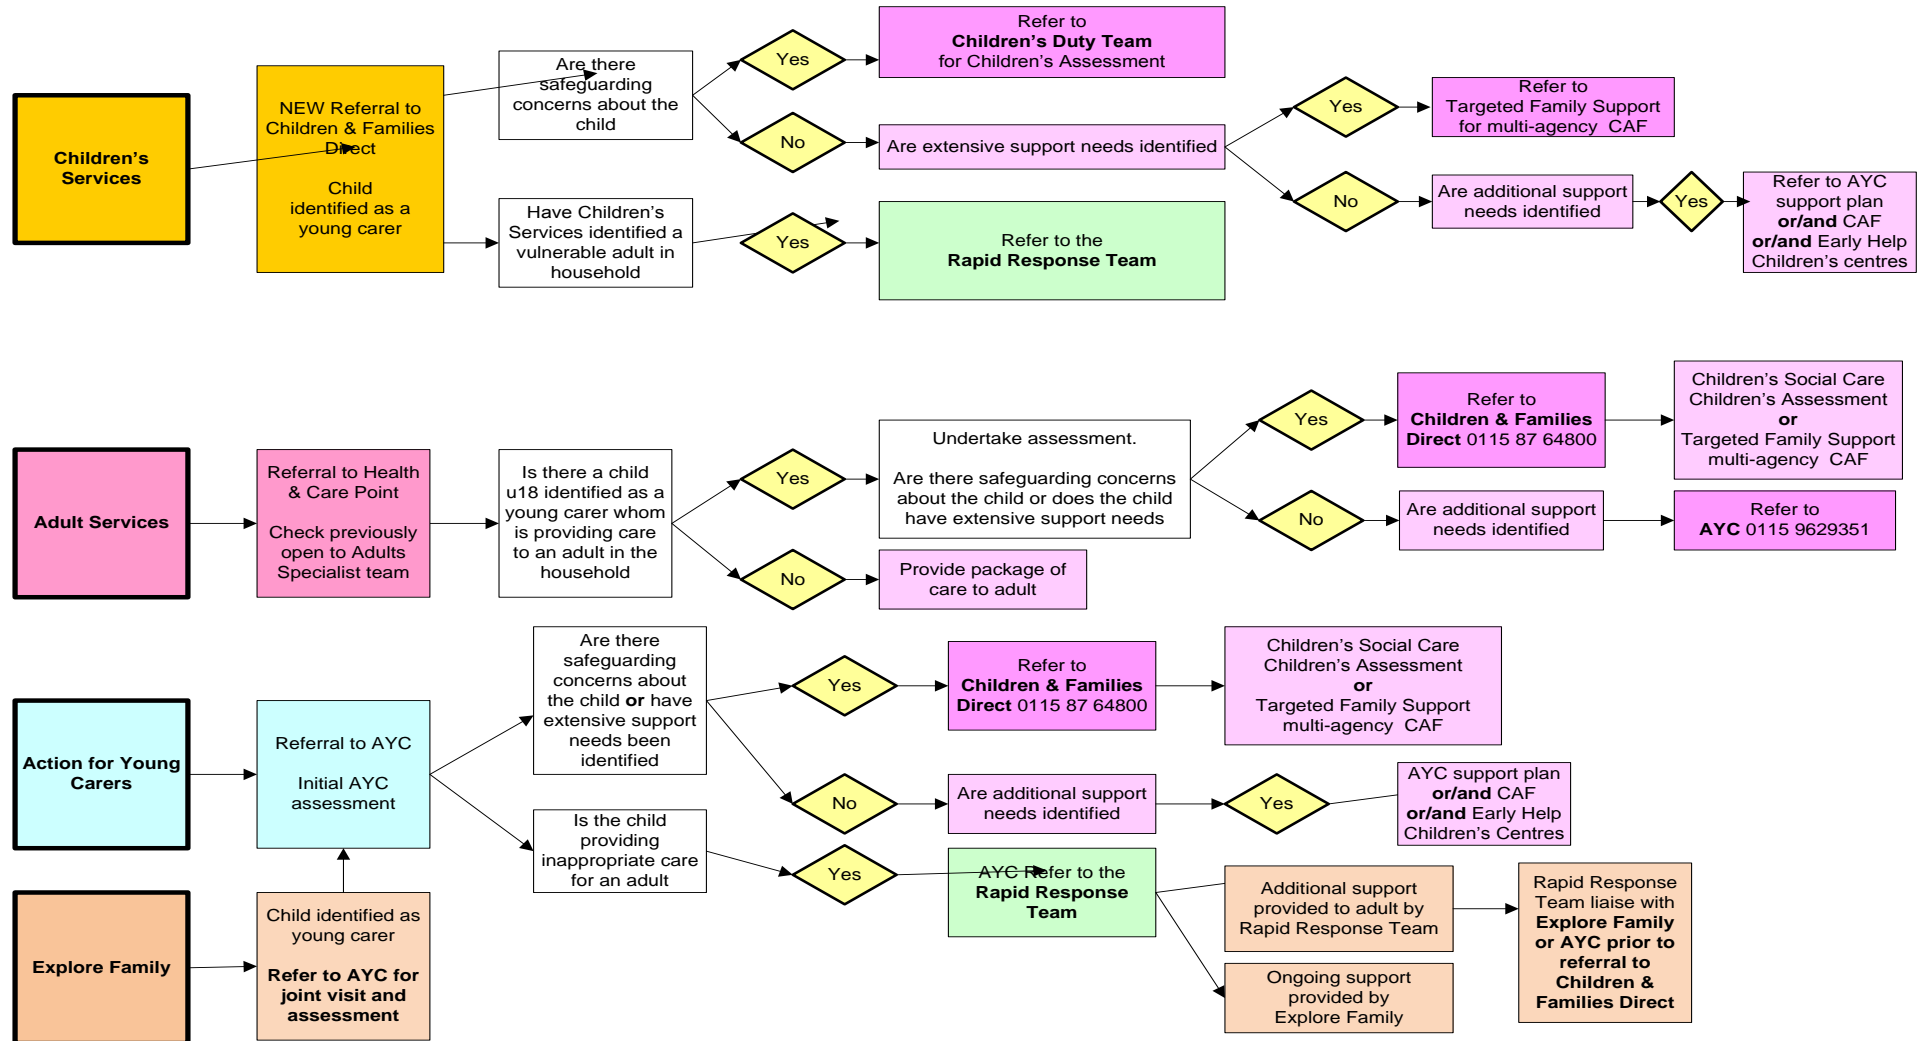 Children's
Services
NEW Referral to
Children & Families
Direct
Child
identified as a
young carer
Are there
safeguarding
concerns about the
child
Yes
Refer to
Children's Duty Team
for Children's Assessment
No
Are extensive support needs identified
Yes
Refer to
Targeted Family Support
for multi-agency CAF
No
Are additional support
needs identified
Yes
Refer to AYC
support plan
or/and CAF
or/and Early Help
Children's centres
Have Children's
Services identified a
vulnerable adult in
household
Yes
Refer to the
Rapid Response Team
Adult Services
Referral to Health
& Care Point
Check previously
open to Adults
Specialist team
Is there a child
u18 identified as a
young carer whom
is providing care
to an adult in the
household
Yes
Undertake assessment.
Are there safeguarding concerns
about the child or does the child
have extensive support needs
Yes
Refer to
Children & Families
Direct 0115 87 64800
Children's Social Care
Children's Assessment
or
Targeted Family Support
multi-agency CAF
No
Are additional support
needs identified
Refer to
AYC 0115 9629351
No
Provide package of
care to adult
Action for Young
Carers
Referral to AYC
Initial AYC
assessment
Are there
safeguarding
concerns about
the child or have
extensive support
needs been
identified
Yes
Refer to
Children & Families
Direct 0115 87 64800
Children's Social Care
Children's Assessment
or
Targeted Family Support
multi-agency CAF
No
Are additional support
needs identified
Yes
AYC support plan
or/and CAF
or/and Early Help
Children's Centres
Is the child
providing
inappropriate care
for an adult
Yes
AYC Refer to the
Rapid Response
Team
Additional support
provided to adult by
Rapid Response Team
Rapid Response
Team liaise with
Explore Family
or AYC prior to
referral to
Children &
Families Direct
Ongoing support
provided by
Explore Family
Explore Family
Child identified as
young carer
Refer to AYC for
joint visit and
assessment